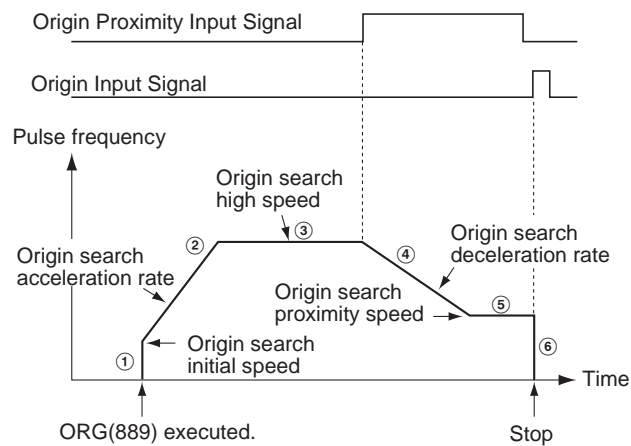 Origin Proximity Input Signal
Origin Input Signal
Pulse frequency
Origin search
high speed
②
③
Origin search
acceleration rate
④
Origin search
deceleration rate
Origin search
proximity speed
⑤
①
Origin search
initial speed
⑥
Time
ORG(889) executed.
Stop